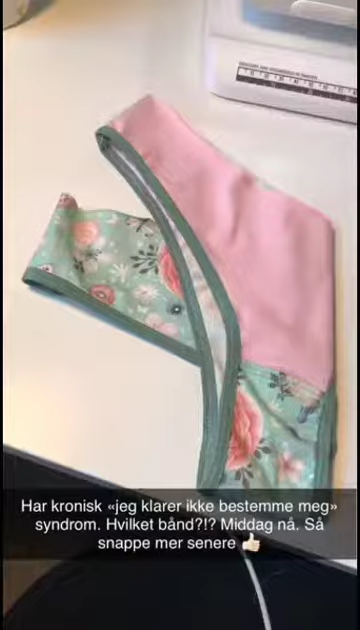 Har kronisk «jeg klarer ikke bestemme meg»
syndrom. Hvilket bånd?!? Middag nå. Så
snappe mer senere 👍🏻